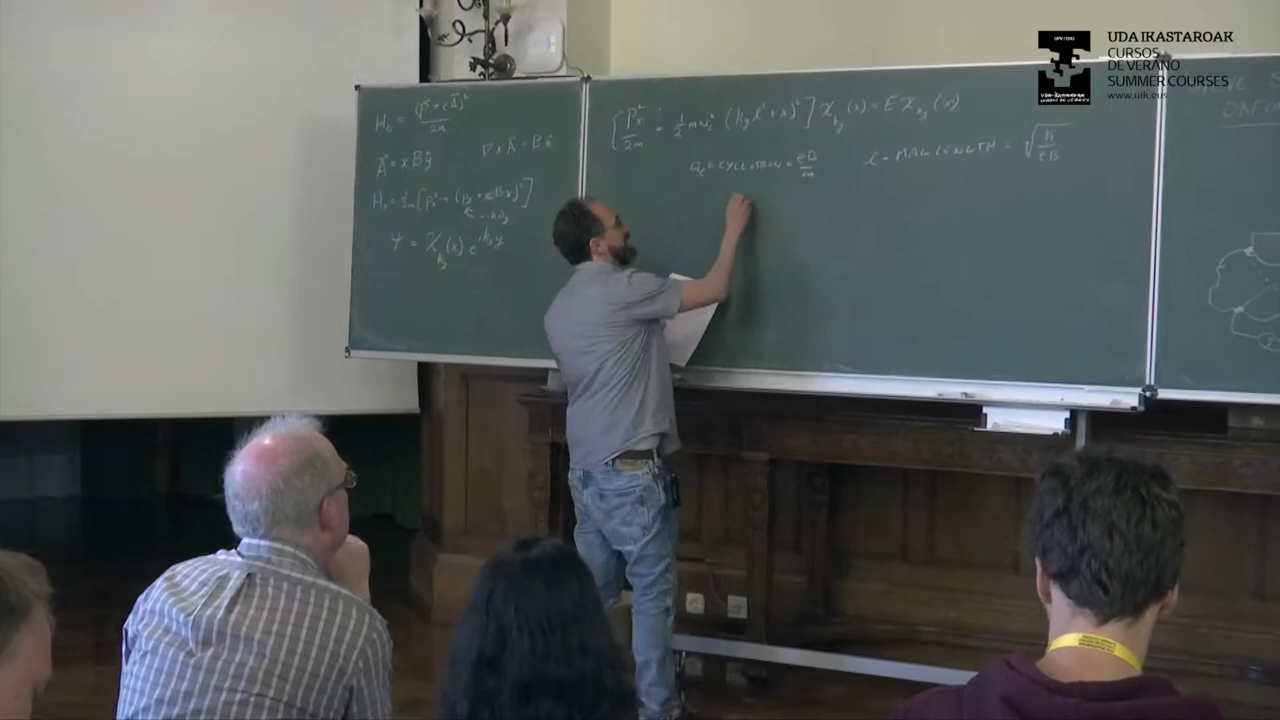 H₀ = (p⃗ + eA⃗)² / 2m
A⃗ = x B ŷ
∇ × A⃗ = B ẑ
H₀ = 1/2m [pₓ² + (p_y + eBx)²]
ħk_y
ψ = χ_{k_y}(x) e^{ik_y y}
[pₓ²/2m + 1/2 mω_c² (k_y ℓ² + x)²] χ_{k_y}(x) = E χ_{k_y}(x)
ω_c = CYCLOTRON = eB/m
ℓ = MAG LENGTH = √(ħ/eB)
UDA IKASTAROAK
CURSOS
DE VERANO
SUMMER COURSES
www.uik.eus